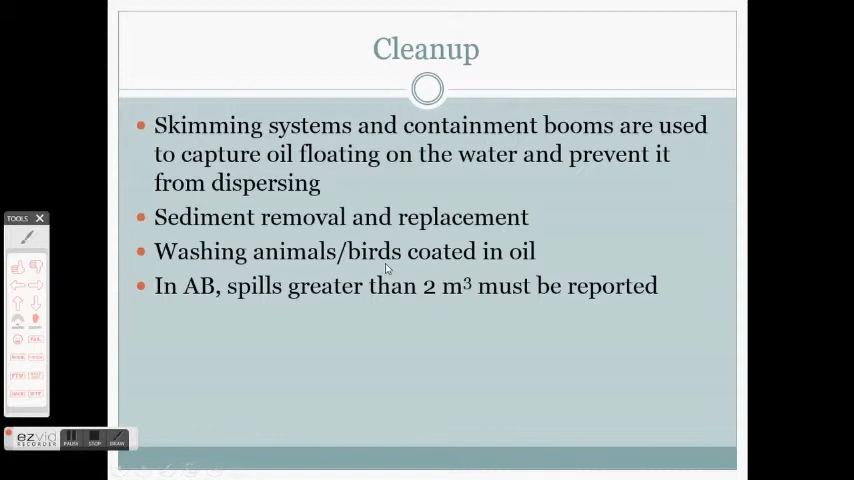 Cleanup
Skimming systems and containment booms are used
to capture oil floating on the water and prevent it
from dispersing
Sediment removal and replacement
Washing animals/birds coated in oil
In AB, spills greater than 2 m³ must be reported
TOOLS
FAIL
ezvid
RECORDER
PAUSE
STOP
DRAW